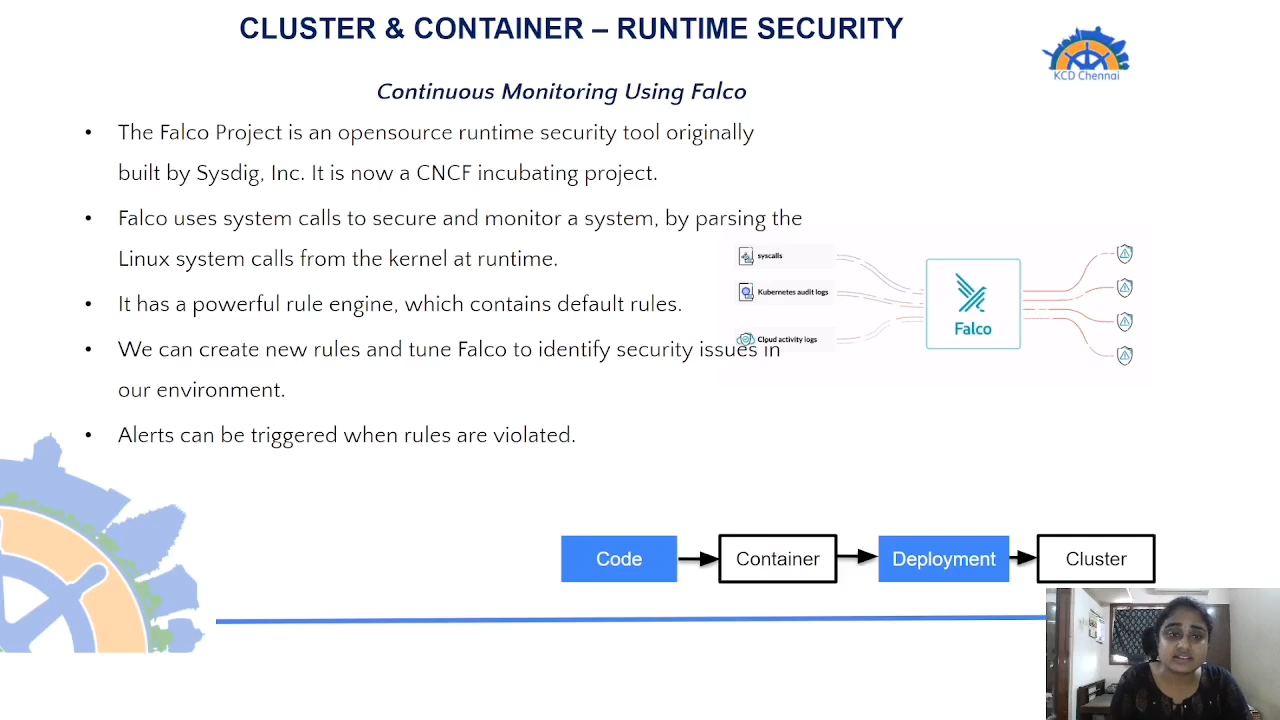 CLUSTER & CONTAINER – RUNTIME SECURITY
KCD Chennai
Continuous Monitoring Using Falco
• The Falco Project is an opensource runtime security tool originally
built by Sysdig, Inc. It is now a CNCF incubating project.
• Falco uses system calls to secure and monitor a system, by parsing the
Linux system calls from the kernel at runtime.
• It has a powerful rule engine, which contains default rules.
• We can create new rules and tune Falco to identify security issues in
our environment.
• Alerts can be triggered when rules are violated.
syscalls
Kubernetes audit logs
Cloud activity logs
Falco
Code
Container
Deployment
Cluster